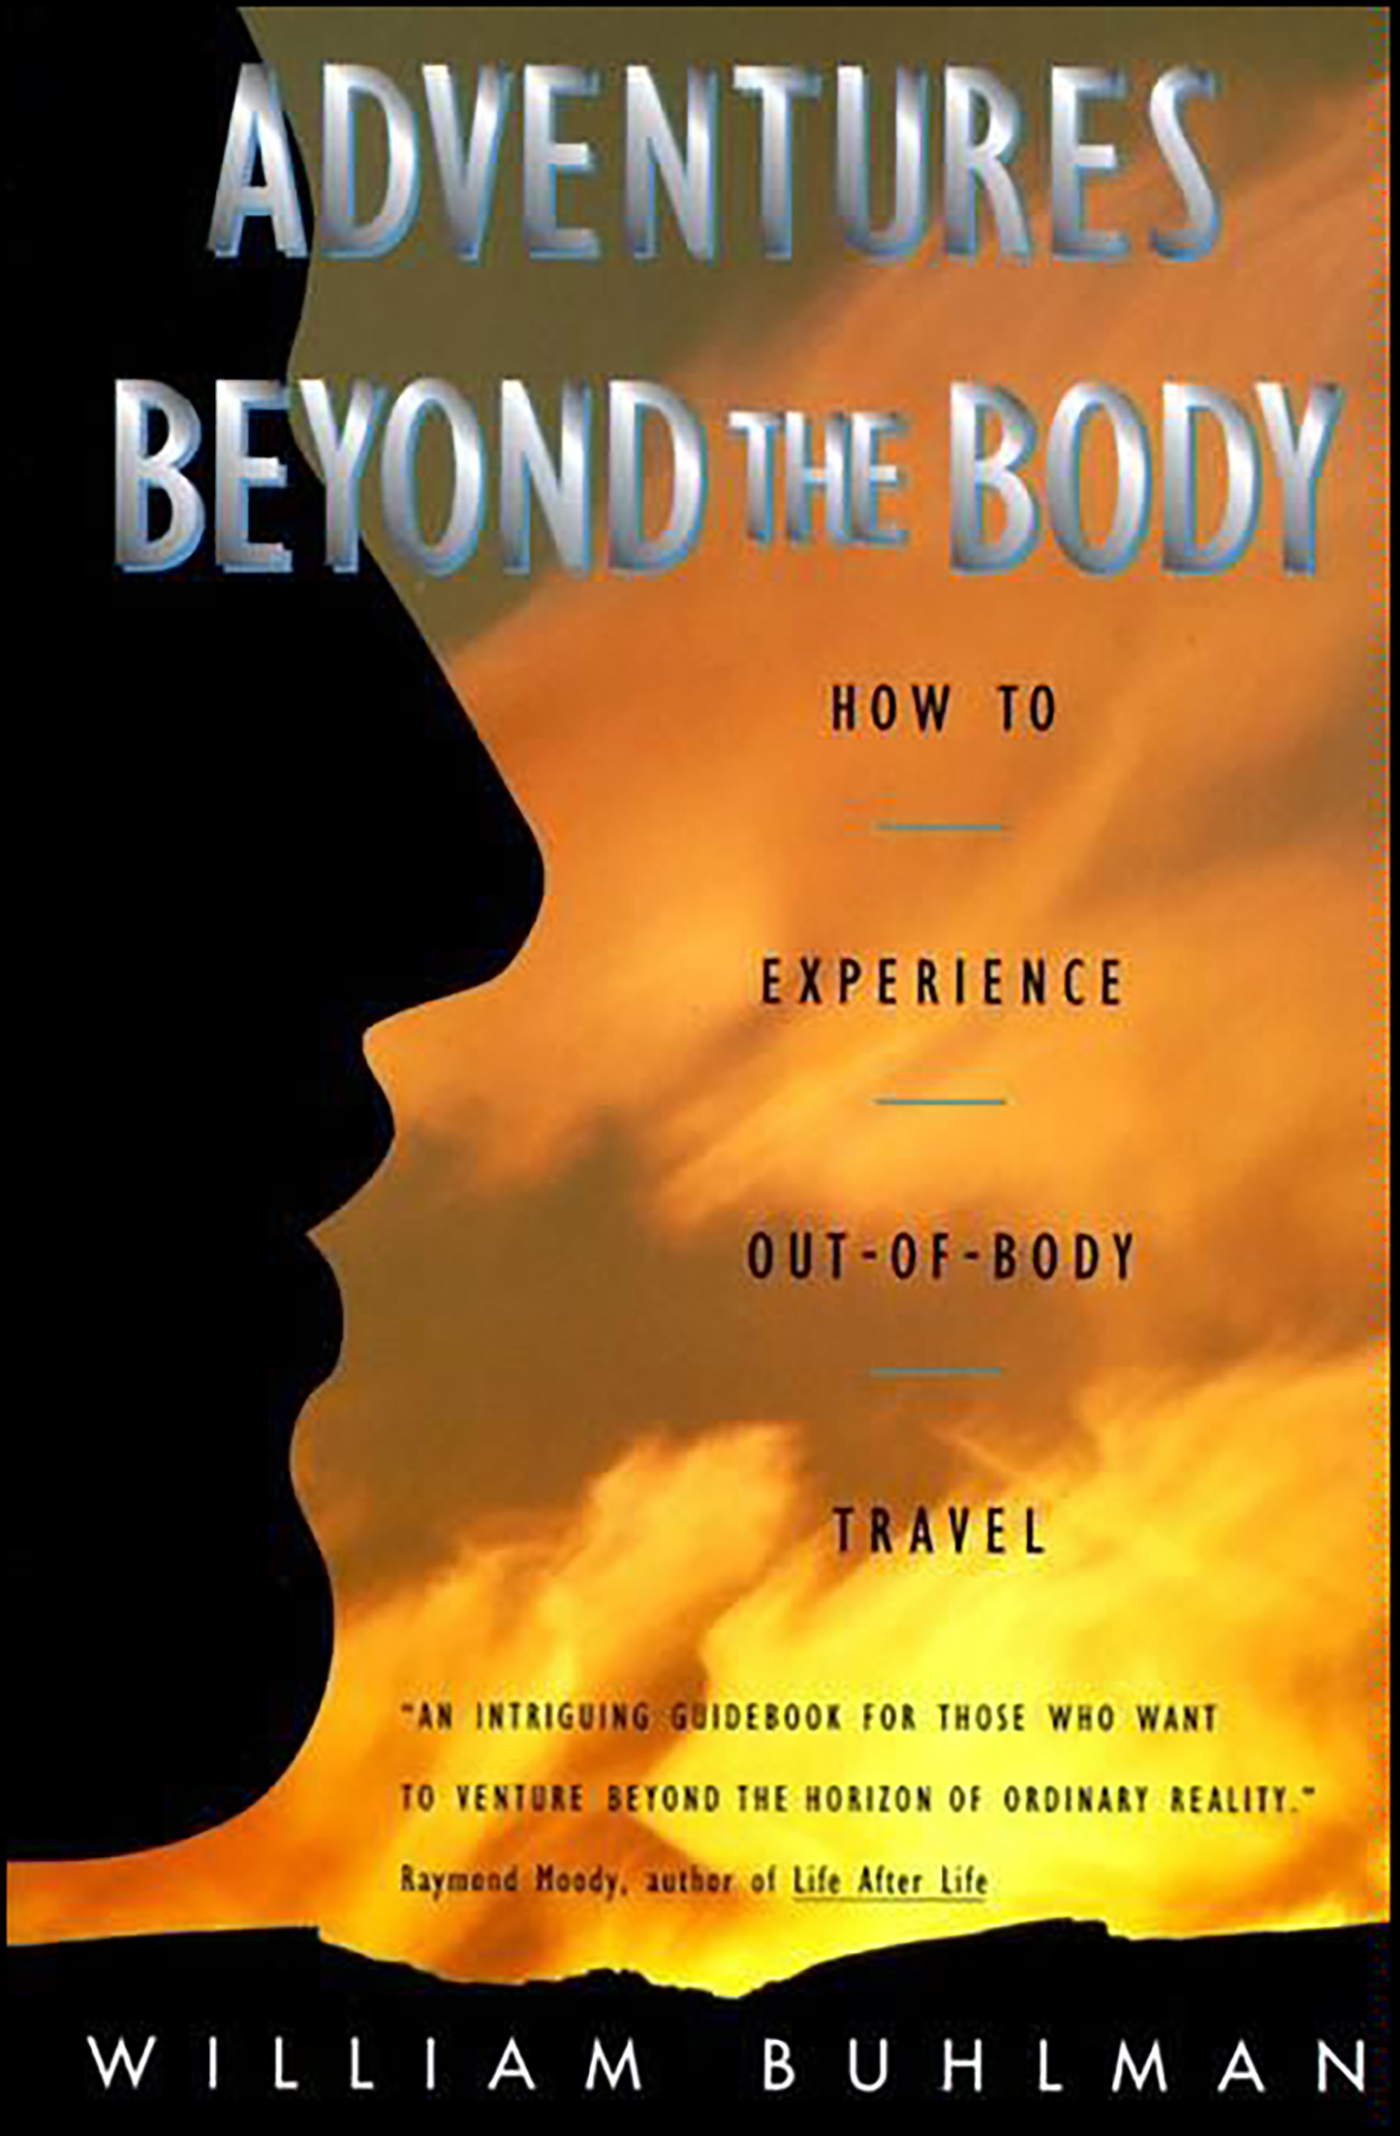 ADVENTURES
BEYOND THE BODY
HOW TO
EXPERIENCE
OUT-OF-BODY
TRAVEL
"AN INTRIGUING GUIDEBOOK FOR THOSE WHO WANT
TO VENTURE BEYOND THE HORIZON OF ORDINARY REALITY."
Raymond Moody, author of Life After Life
WILLIAM BUHLMAN